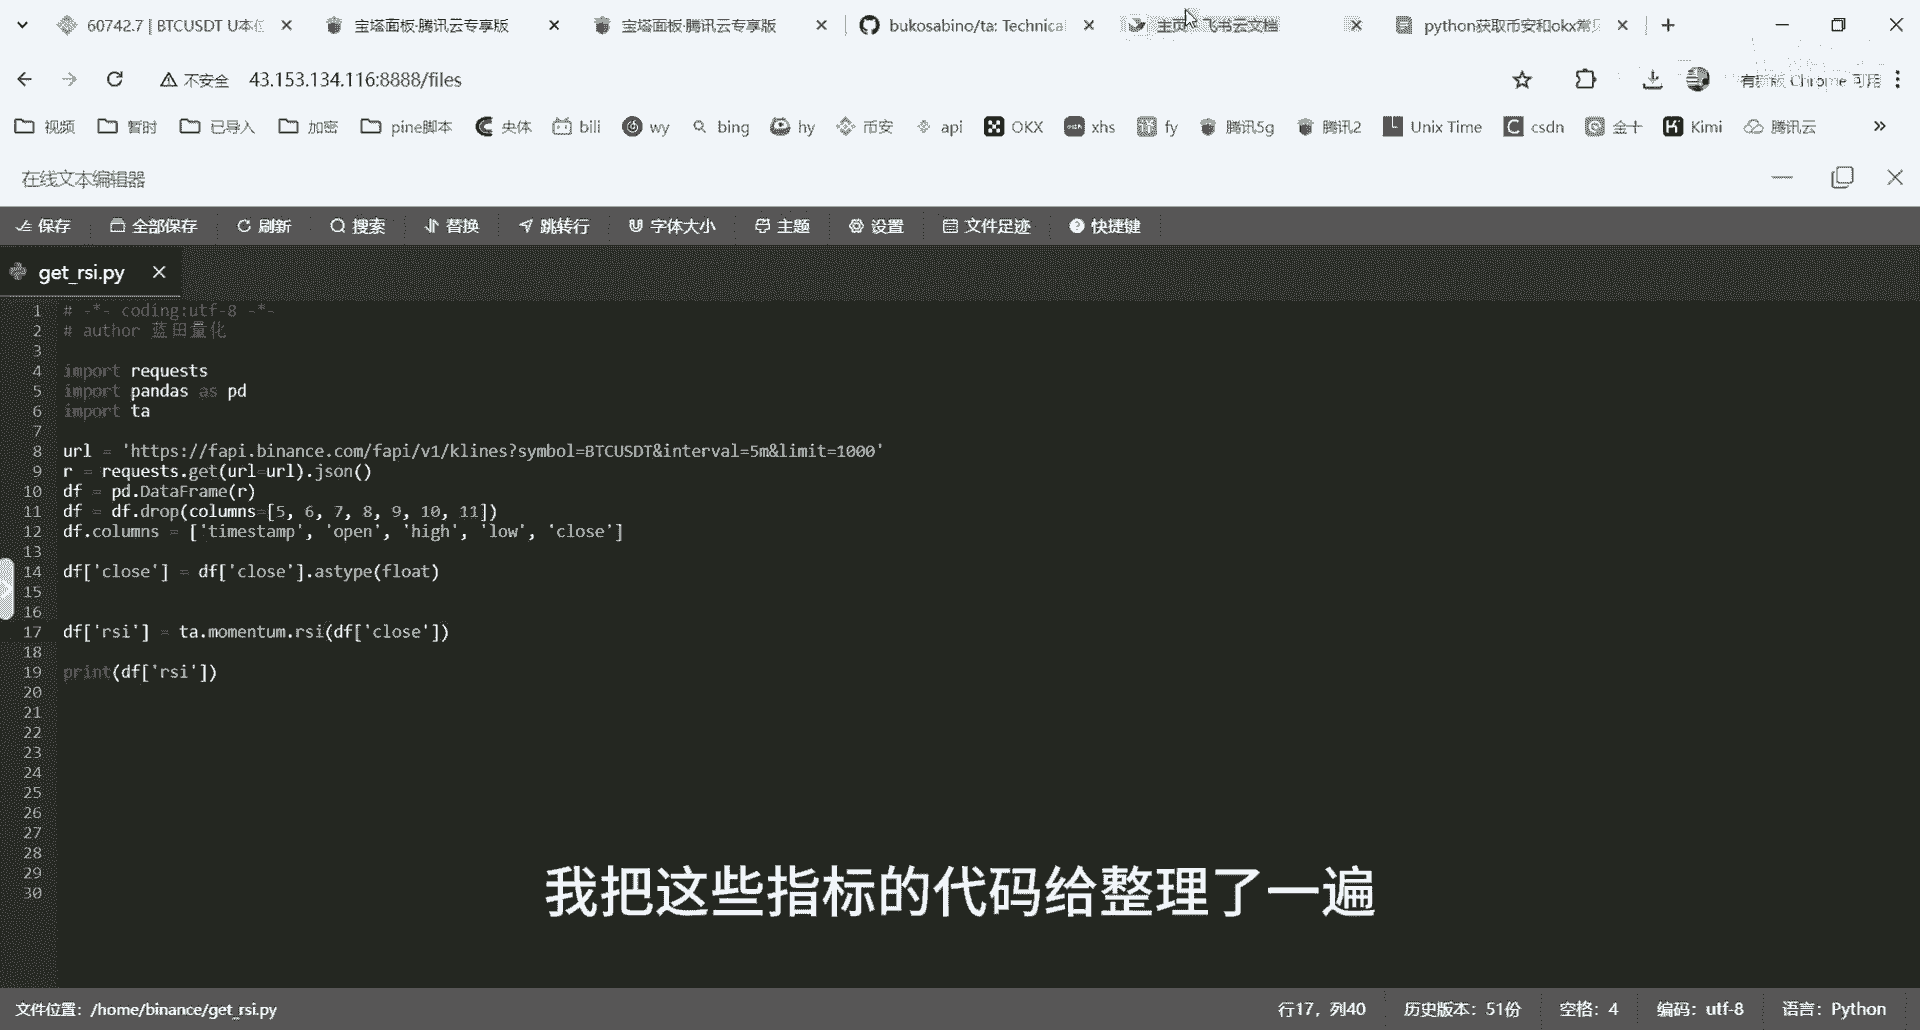 60742.7 | BTCUSDT U本位
宝塔面板·腾讯云专享版
宝塔面板·腾讯云专享版
bukosabino/ta: Technica
主页 飞书云文档
python获取币安和okx常见
不安全 43.153.134.116:8888/files
有新版 Chrome 可用
视频 暂时 已导入 加密 pine脚本 央体 bili wy bing hy 币安 api OKX xhs fy 腾讯5g 腾讯2 Unix Time csdn 金十 Kimi 腾讯云 »
在线文本编辑器
保存 全部保存 刷新 搜索 替换 跳转行 字体大小 主题 设置 文件足迹 快捷键
get_rsi.py
1 # -*- coding:utf-8 -*-
2 # author 蓝田量化
3
4 import requests
5 import pandas as pd
6 import ta
7
8 url = 'https://fapi.binance.com/fapi/v1/klines?symbol=BTCUSDT&interval=5m&limit=1000'
9 r = requests.get(url=url).json()
10 df = pd.DataFrame(r)
11 df = df.drop(columns=[5, 6, 7, 8, 9, 10, 11])
12 df.columns = ['timestamp', 'open', 'high', 'low', 'close']
13
14 df['close'] = df['close'].astype(float)
15
16
17 df['rsi'] = ta.momentum.rsi(df['close'])
18
19 print(df['rsi'])
20
21
22
23
24
25
26
27
28
29
30
我把这些指标的代码给整理了一遍
文件位置：/home/binance/get_rsi.py 行17，列40 历史版本：51份 空格：4 编码：utf-8 语言：Python